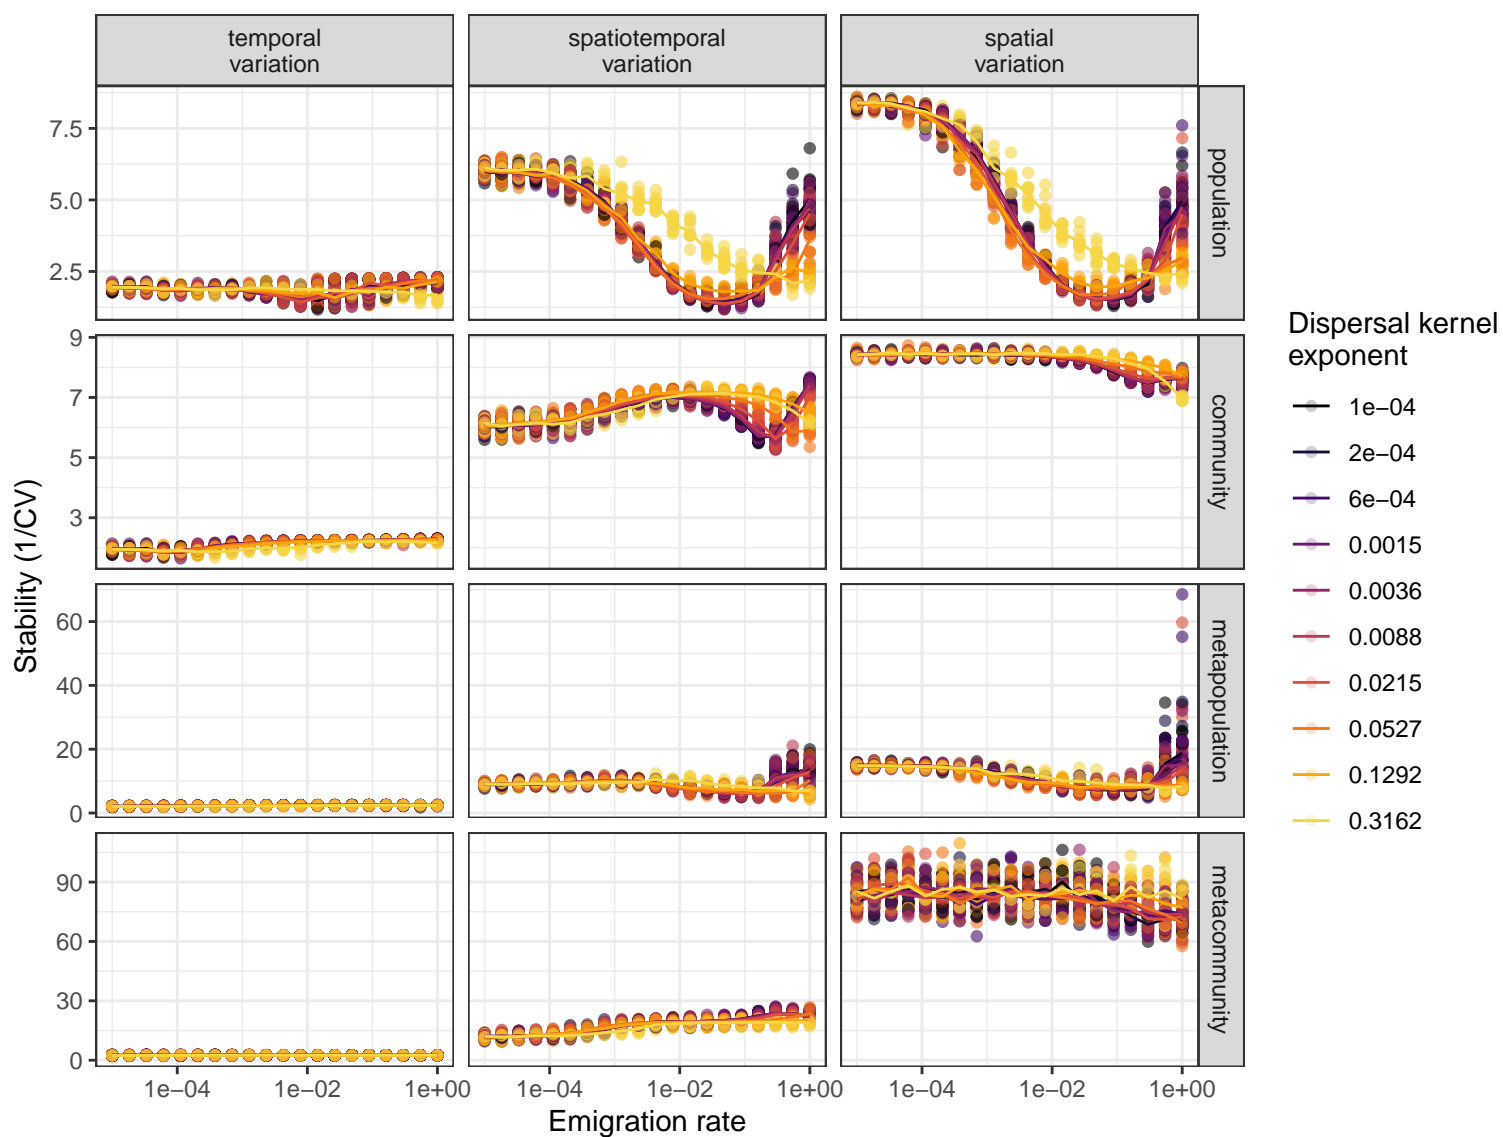 temporal
variation
spatiotemporal
variation
spatial
variation
7.5
5.0
2.5
population
9
7
5
3
community
60
40
20
0
metapopulation
90
60
30
0
metacommunity
1e−04
1e−02
1e+00
1e−04
1e−02
1e+00
1e−04
1e−02
1e+00
Emigration rate
Stability (1/CV)
Dispersal kernel
exponent
1e−04
2e−04
6e−04
0.0015
0.0036
0.0088
0.0215
0.0527
0.1292
0.3162